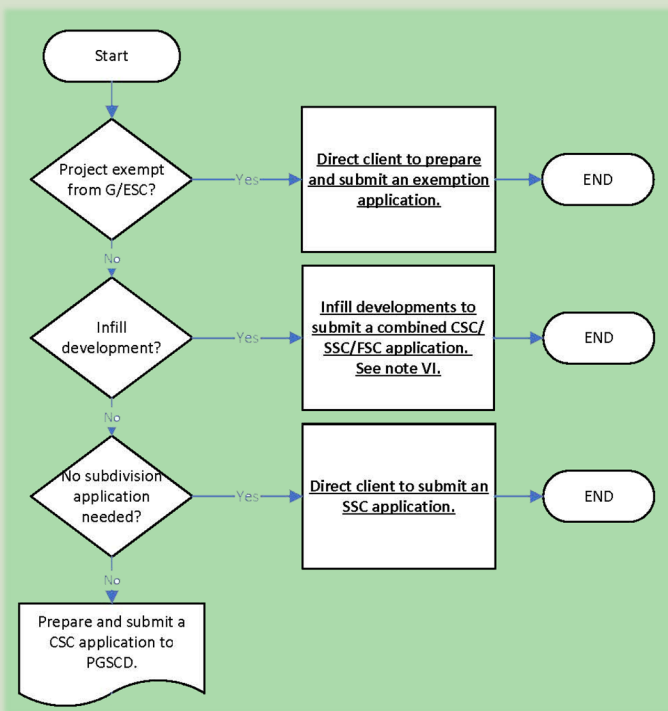 Start
Project exempt
from G/ESC?
Yes
Direct client to prepare
and submit an exemption
application.
END
No
Infill
development?
Yes
Infill developments to
submit a combined CSC/
SSC/FSC application.
See note VI.
END
No
No subdivision
application
needed?
Yes
Direct client to submit an
SSC application.
END
No
Prepare and submit a
CSC application to
PGSCD.